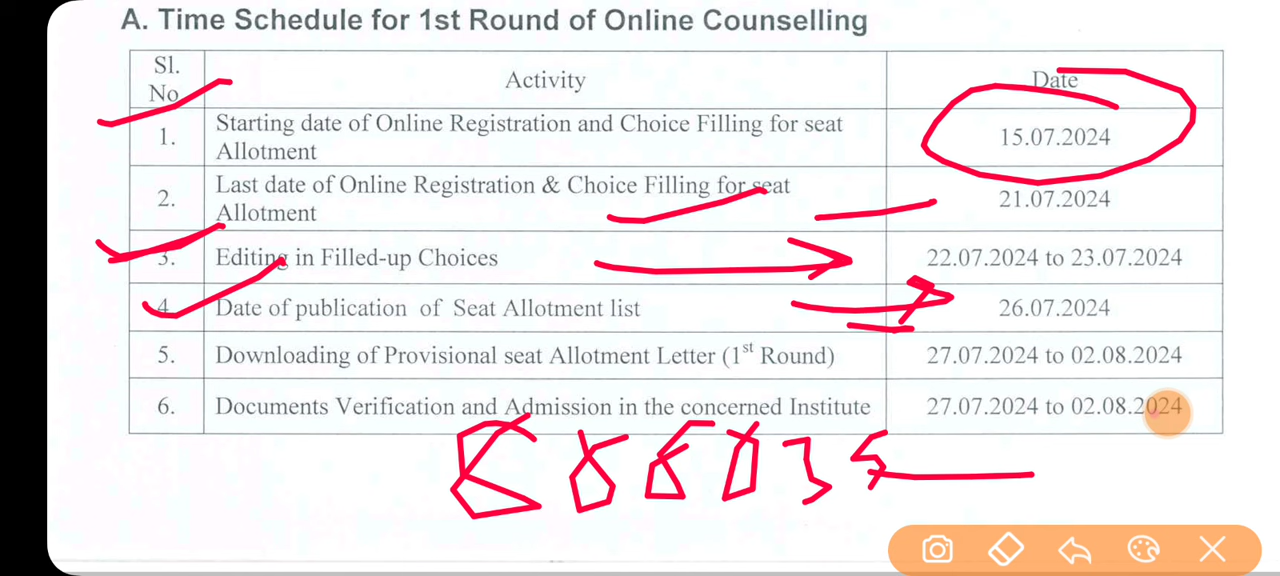 A. Time Schedule for 1st Round of Online Counselling
Sl. No Activity Date
1. Starting date of Online Registration and Choice Filling for seat Allotment 15.07.2024
2. Last date of Online Registration & Choice Filling for seat Allotment 21.07.2024
3. Editing in Filled-up Choices 22.07.2024 to 23.07.2024
4. Date of publication of Seat Allotment list 26.07.2024
5. Downloading of Provisional seat Allotment Letter (1st Round) 27.07.2024 to 02.08.2024
6. Documents Verification and Admission in the concerned Institute 27.07.2024 to 02.08.2024